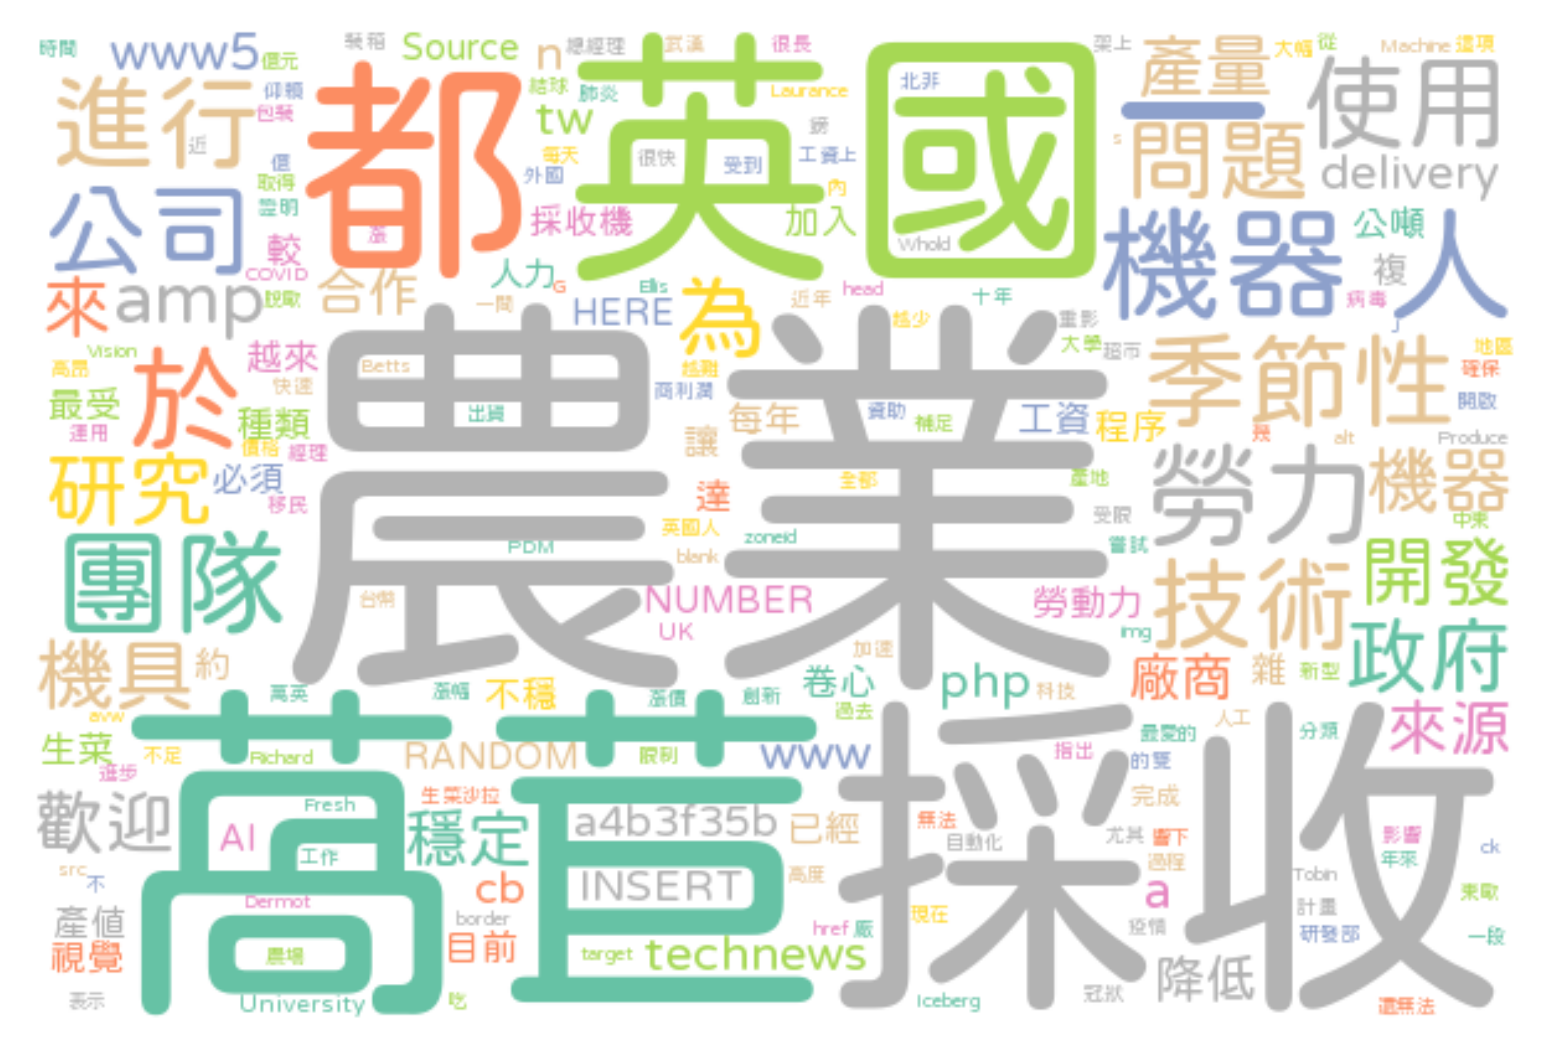 時間
www5
億元
裝箱
Source
n
總經理
武漢
很長
架上
產量
大幅
從
Machine
這項
進行
仰賴
包裝
近
都
結球
肺炎
tw
英國
Laurance
北非
鎊
一
s
問題
使用
delivery
億
取得
證明
每天
外國
很快
受到
工資上
內
公司
較
漲
採收機
加入
Whold
機器人
公噸
複
病毒
COVID
脫歐
合作
來
amp
人力
G
一間
Ellis
HERE
為
近年
head
十年
越少
重影
大學
超市
季節性
地區
確保
開啟
Vision
高昂
於
越來
快速
Betts
越難
商利潤
最受
運用
種類
價格
經理
出貨
農業
讓
每年
資助
補足
工資
程序
幾
alt
Produce
研究
必須
移民
達
全部
產地
受限
嘗試
勞力
機器
中東
英國人
zoneid
blank
PDM
團隊
台幣
NUMBER
UK
勞動力
img
技術
開發
機具
約
萬英
漲幅
不穩
漲價
創新
加速
卷心
過去
php
科技
廠商
雜
新型
政府
avw
生菜
進步
不足
Richard
RANDOM
限制
www
指出
最愛的
的雙
人工
分類
來源
歡迎
AI
Fresh
工作
生菜沙拉
穩定
萵苣
a4b3f35b
已經
無法
自動化
完成
尤其
響下
過程
採收
影響
年來
ck
src
不
Dermot
cb
INSERT
高度
a
Tobin
計畫
東歐
產值
視覺
農場
border
目前
href
廠
現在
疫情
研發部
一段
target
technews
表示
University
吃
Iceberg
冠狀
降低
還無法